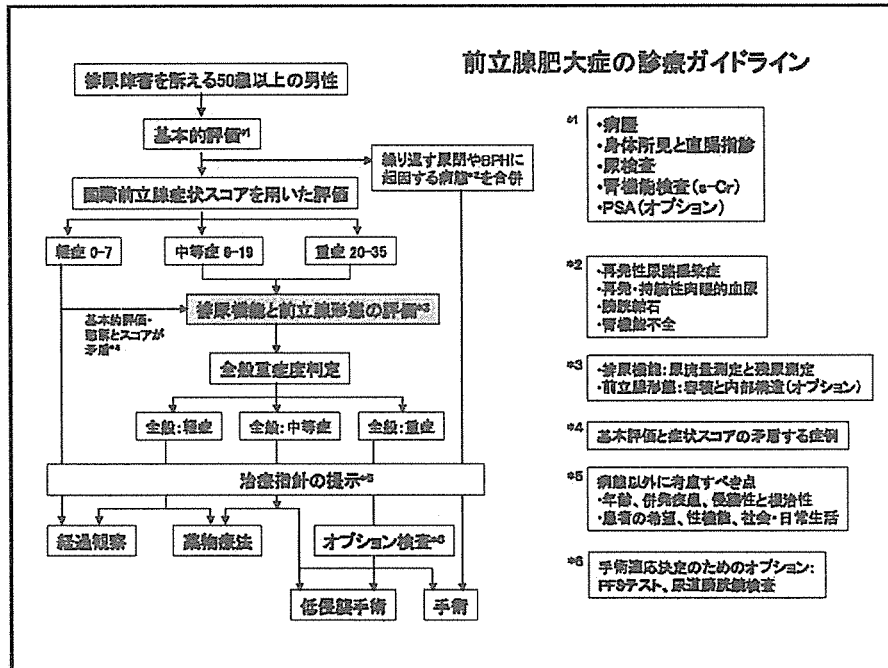 前立腺肥大症の診療ガイドライン
排尿障害を訴える50歳以上の男性
基本的評価*1
繰り返す尿閉やBPHに
起因する病態*2を合併
国際前立腺症状スコアを用いた評価
軽症 0-7
中等症 8-19
重症 20-35
排尿機能と前立腺形態の評価*3
基本的評価・
とスコアが
矛盾*4
全般重症度判定
全般:軽症
全般:中等症
全般:重症
治療指針の提示*5
経過観察
薬物療法
オプション検査*6
低侵襲手術
手術
*1
・病歴
・身体所見と直腸指診
・尿検査
・腎機能検査(s-Cr)
・PSA(オプション)
*2
・再発性尿路感染症
・再発・持続性肉眼的血尿
・膀胱結石
・腎機能不全
*3
・排尿機能:尿流量測定と残尿測定
・前立腺形態:容積と内部構造(オプション)
*4
基本評価と症状スコアの矛盾する症例
*5
病態以外に考慮すべき点
・年齢、併発疾患、侵襲性と根治性
・患者の希望、性機能、社会・日常生活
*6
手術適応決定のためのオプション:
PFSテスト、尿道膀胱鏡検査